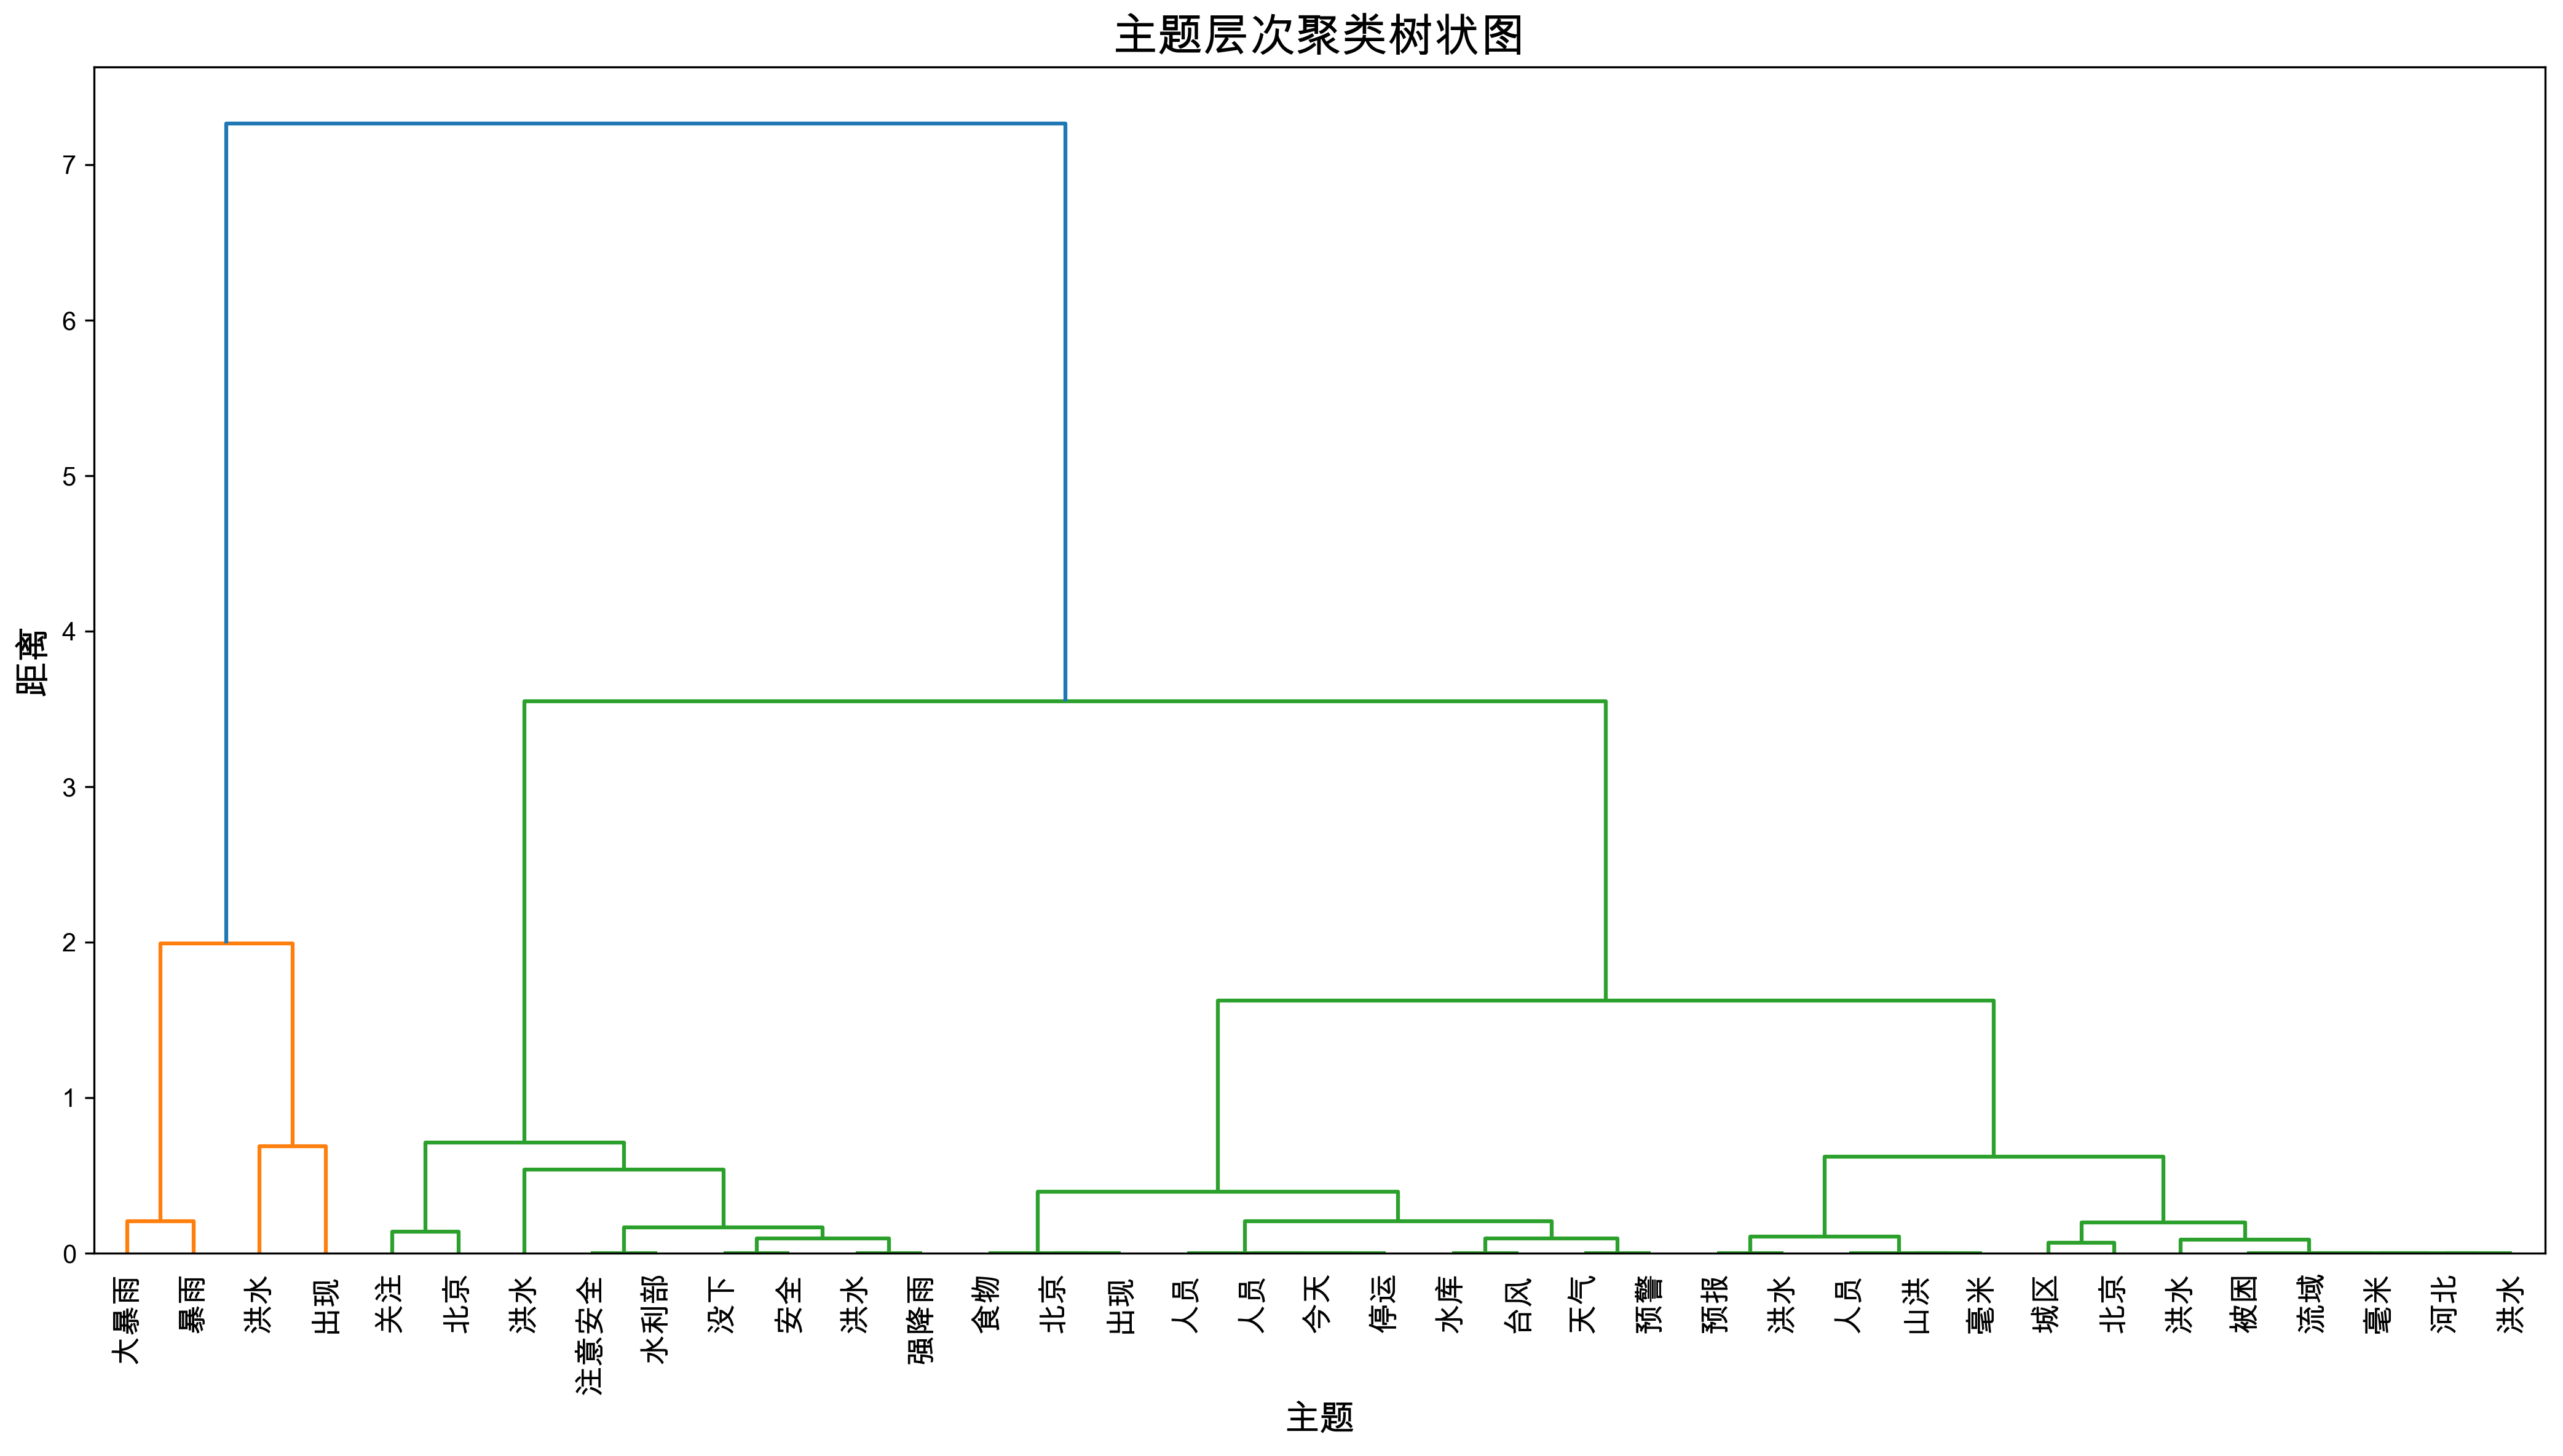 主题层次聚类树状图
距离
7
6
5
4
3
2
1
0
大暴雨
暴雨
洪水
出现
关注
北京
洪水
注意安全
水利部
没下
安全
洪水
强降雨
食物
北京
出现
人员
人员
今天
停运
水库
台风
天气
预警
预报
洪水
人员
山洪
毫米
城区
北京
洪水
被困
流域
毫米
河北
洪水
主题